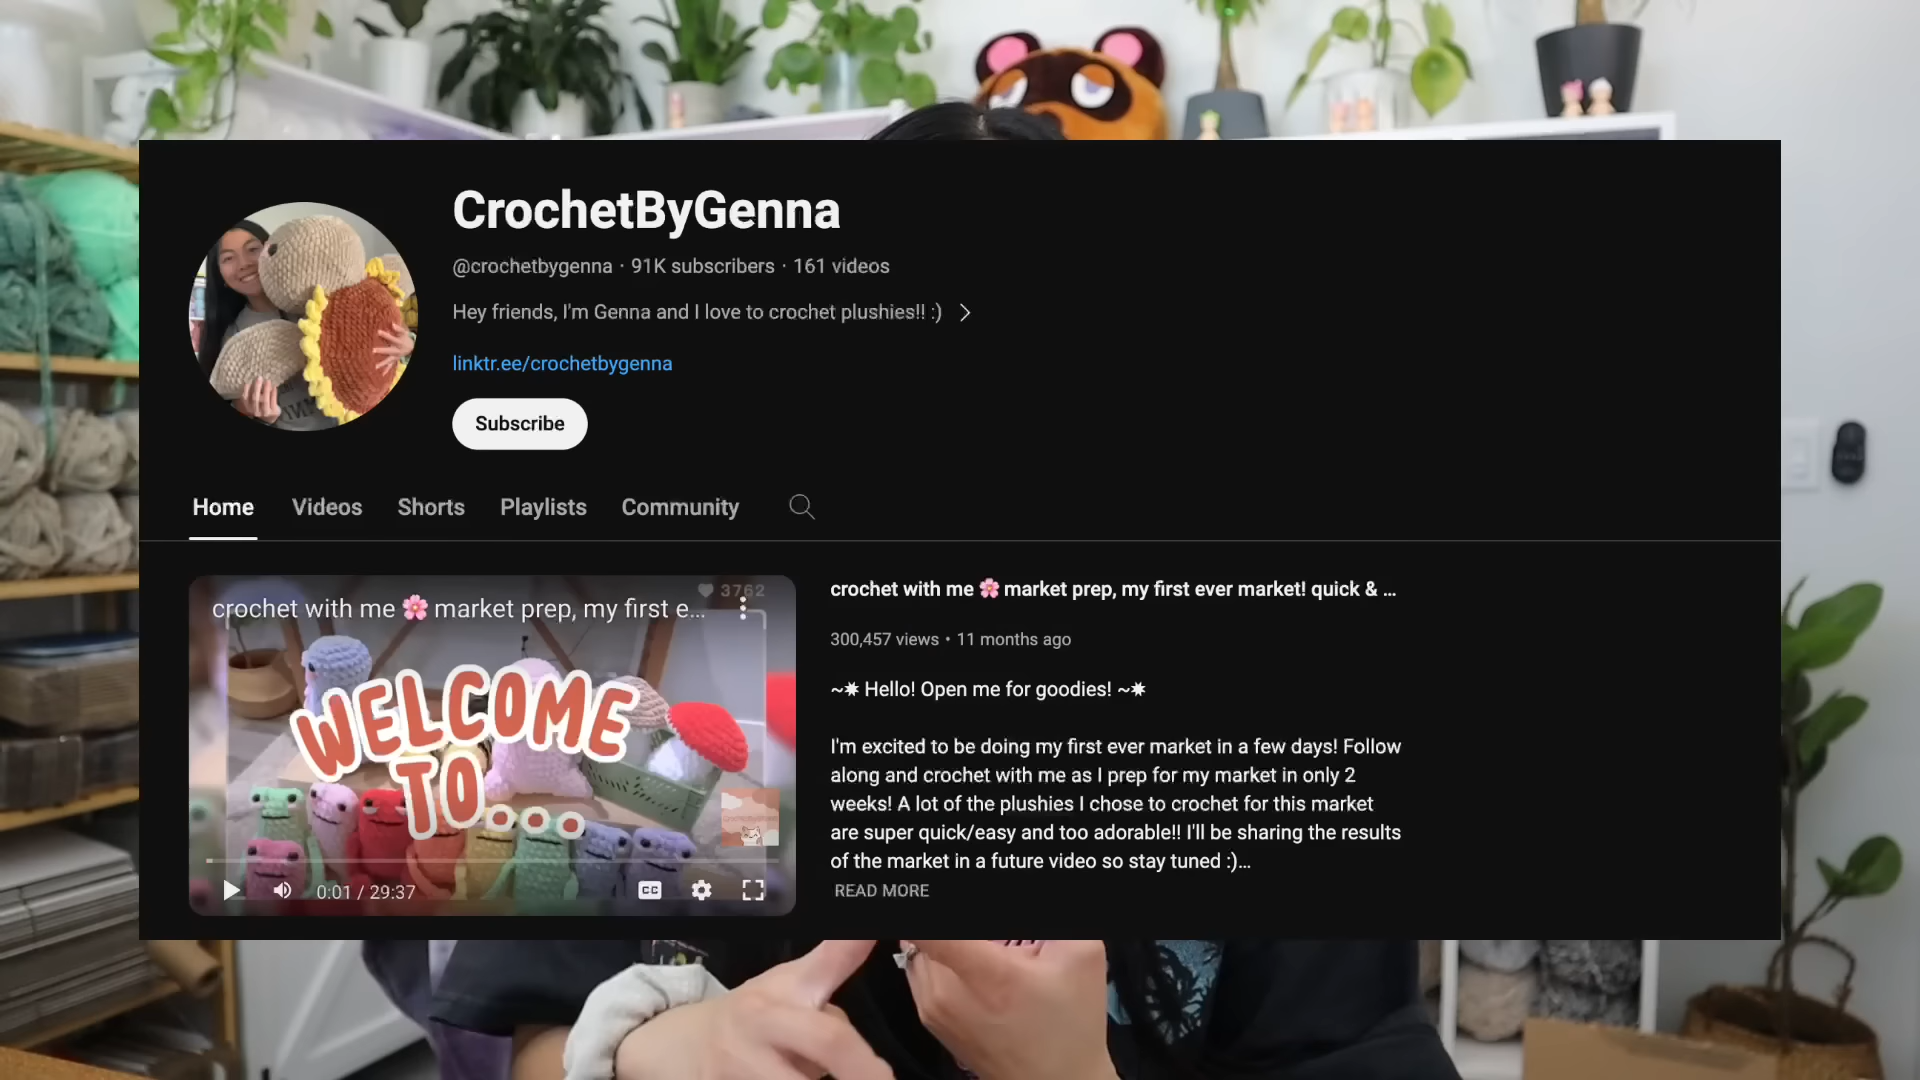 CrochetByGenna
@crochetbygenna · 91K subscribers · 161 videos
Hey friends, I'm Genna and I love to crochet plushies!! :)
linktr.ee/crochetbygenna
Subscribe
Home Videos Shorts Playlists Community
3762
crochet with me 🌸 market prep, my first e...
WELCOME
TO...
0:01 / 29:37
CC
crochet with me 🌸 market prep, my first ever market! quick & ...
300,457 views • 11 months ago
~✷ Hello! Open me for goodies! ~✷
I'm excited to be doing my first ever market in a few days! Follow
along and crochet with me as I prep for my market in only 2
weeks! A lot of the plushies I chose to crochet for this market
are super quick/easy and too adorable!! I'll be sharing the results
of the market in a future video so stay tuned :)...
READ MORE